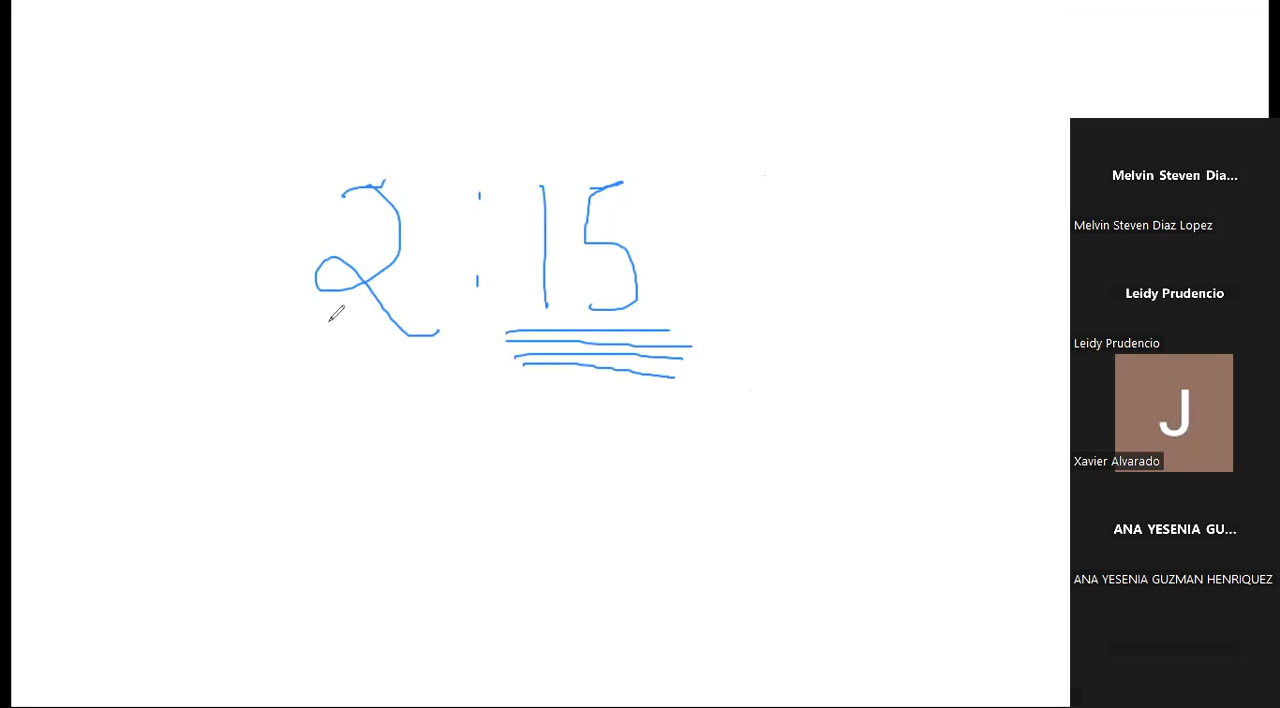 2:15
Melvin Steven Dia...
Melvin Steven Diaz Lopez
Leidy Prudencio
Leidy Prudencio
J
Xavier Alvarado
ANA YESENIA GU...
ANA YESENIA GUZMAN HENRIQUEZ